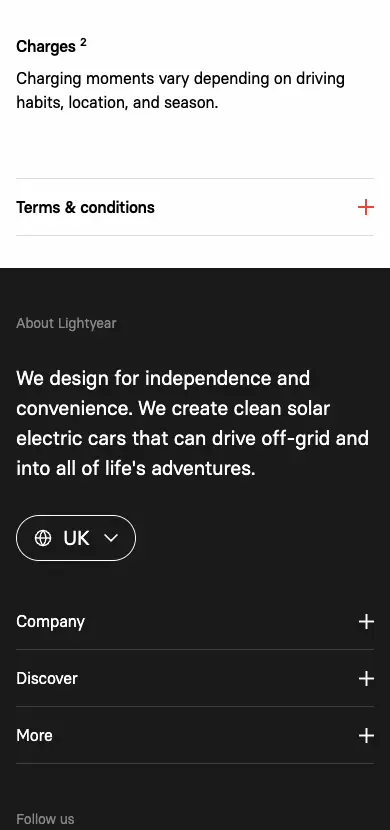 Charges 2
Charging moments vary depending on driving
habits, location, and season.
Terms & conditions
About Lightyear
We design for independence and
convenience. We create clean solar
electric cars that can drive off-grid and
into all of life's adventures.
UK
Company
Discover
More
Follow us